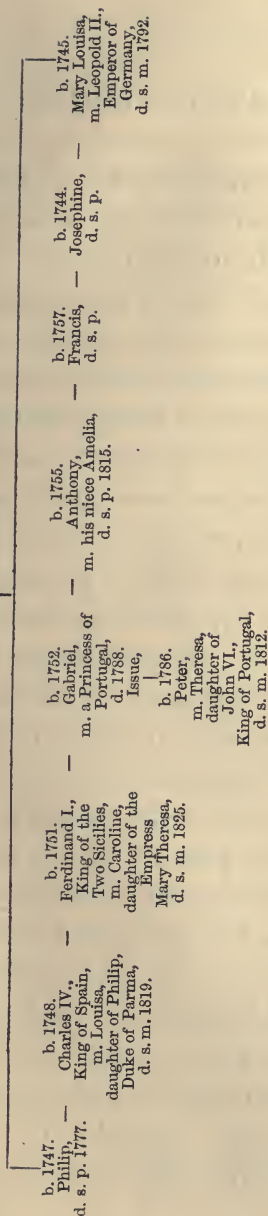 b. 1747.
Philip,
d. s. p. 1777.
—
b. 1748.
Charles IV.,
King of Spain,
m. Louisa,
daughter of Philip,
Duke of Parma,
d. s. m. 1819.
—
b. 1751.
Ferdinand I.,
King of the
Two Sicilies,
m. Caroline,
daughter of the
Empress
Mary Theresa,
d. s. m. 1825.
—
b. 1752.
Gabriel,
m. a Princess of
Portugal,
d. 1788.
Issue,
b. 1786.
Peter,
m. Theresa,
daughter of
John VI.,
King of Portugal,
d. s. m. 1812.
—
b. 1755.
Anthony,
m. his niece Amelia,
d. s. p. 1815.
—
b. 1757.
Francis,
d. s. p.
—
b. 1744.
Josephine,
d. s. p.
—
b. 1745.
Mary Louisa,
m. Leopold II.,
Emperor of
Germany,
d. s. m. 1792.